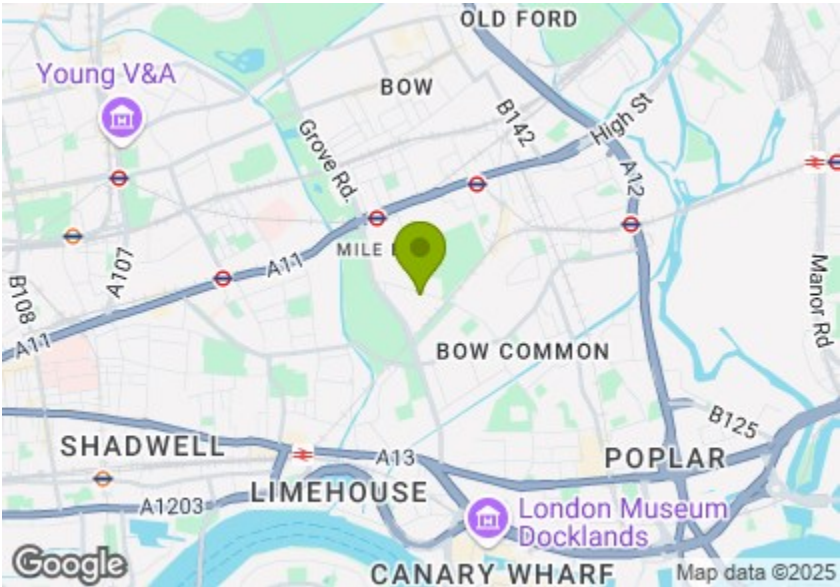 OLD FORD
Young V&A
BOW
B142
High St
Grove Rd.
A12
A107
MILE
A11
B108
Manor Rd
A11
BOW COMMON
B125
SHADWELL
A13
POPLAR
A1203
LIMEHOUSE
London Museum
Docklands
Google
CANARY WHARF
Map data ©2025